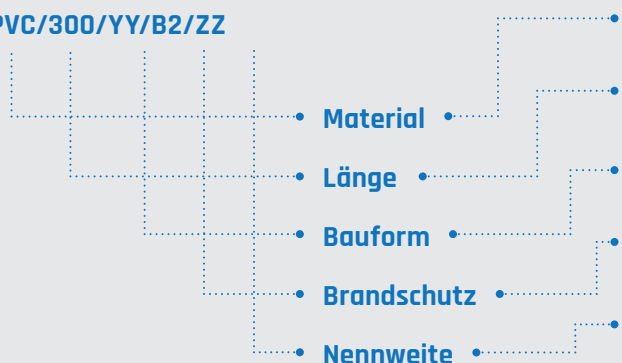 PVC/300/YY/B2/ZZ
Material
Länge
Bauform
Brandschutz
Nennweite